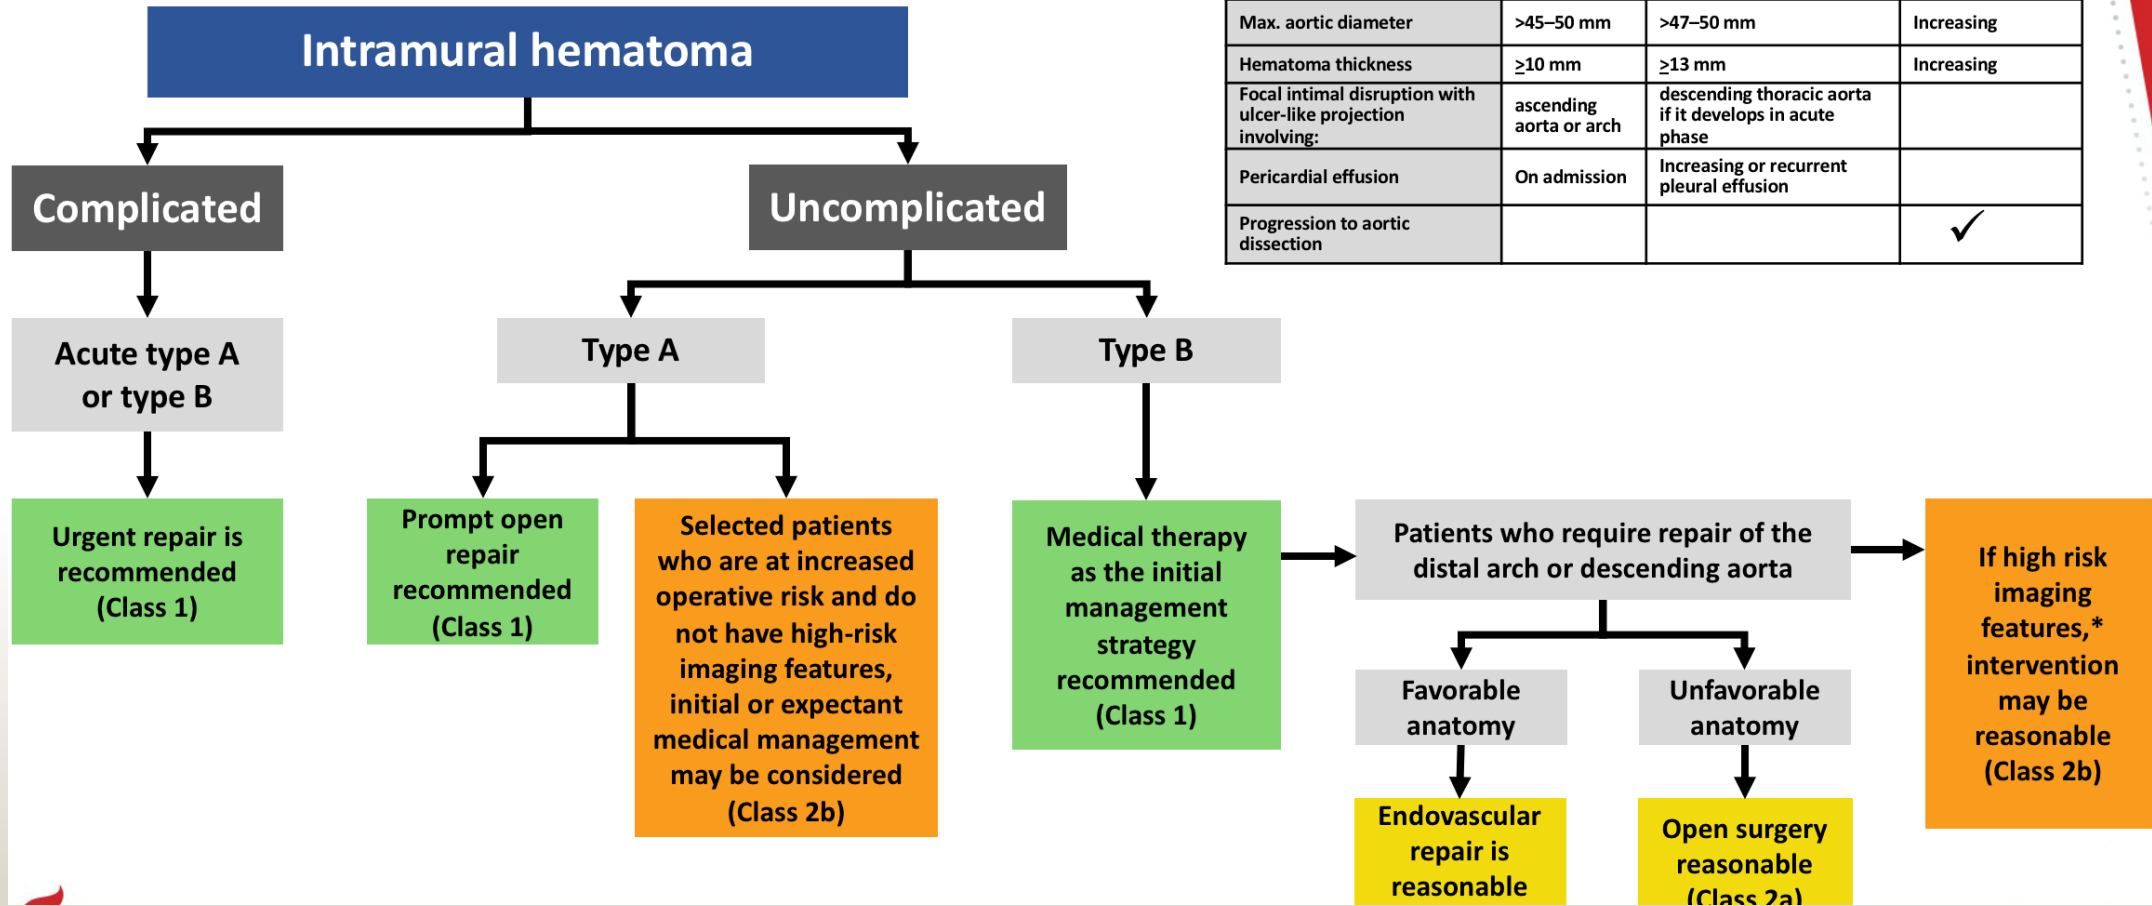 Intramural hematoma
Max. aortic diameter >45–50 mm >47–50 mm Increasing
Hematoma thickness ≥10 mm ≥13 mm Increasing
Focal intimal disruption with
ulcer-like projection
involving:
ascending
aorta or arch
descending thoracic aorta
if it develops in acute
phase
Pericardial effusion
On admission
Increasing or recurrent
pleural effusion
Progression to aortic
dissection
✓
Complicated
Uncomplicated
Acute type A
or type B
Type A
Type B
Urgent repair is
recommended
(Class 1)
Prompt open
repair
recommended
(Class 1)
Selected patients
who are at increased
operative risk and do
not have high-risk
imaging features,
initial or expectant
medical management
may be considered
(Class 2b)
Medical therapy
as the initial
management
strategy
recommended
(Class 1)
Patients who require repair of the
distal arch or descending aorta
Favorable
anatomy
Unfavorable
anatomy
Endovascular
repair is
reasonable
Open surgery
reasonable
(Class 2a)
If high risk
imaging
features,*
intervention
may be
reasonable
(Class 2b)